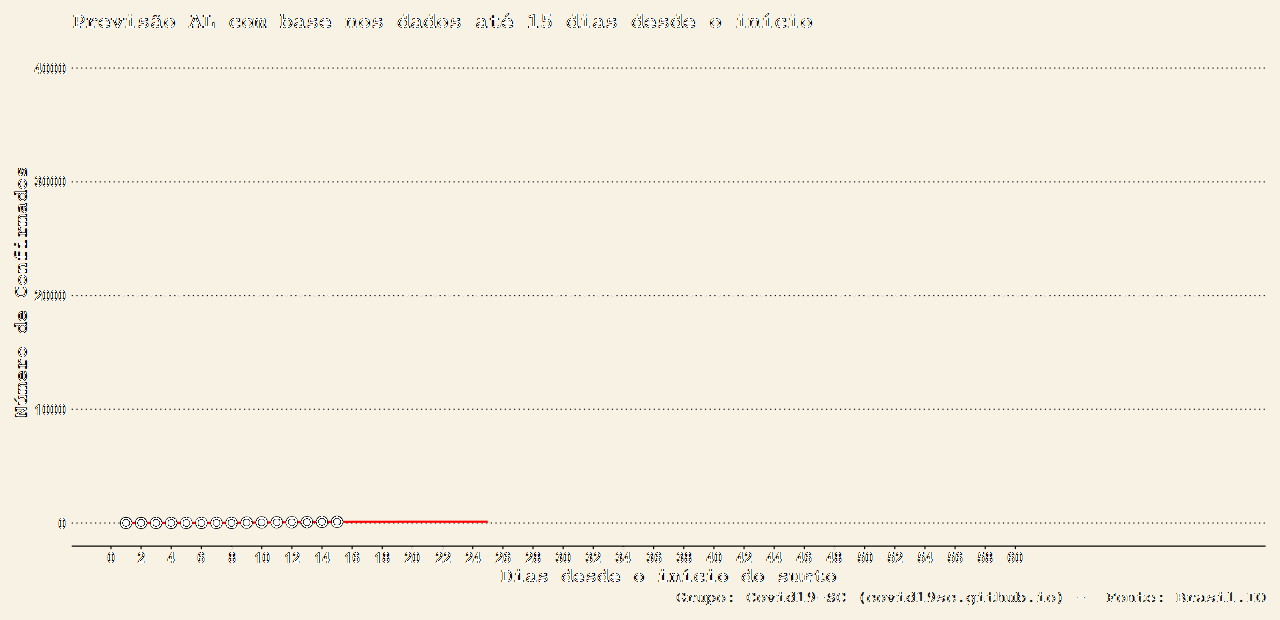 Previsão AL com base nos dados até 15 dias desde o início
40000
30000
20000
10000
0
Número de Confirmados
0 2 4 6 8 10 12 14 16 18 20 22 24 26 28 30 32 34 36 38 40 42 44 46 48 50 52 54 56 58 60
Dias desde o início do surto
Grupo: Covid19-SC (covid19sc.github.io) -- Fonte: Brasil.IO